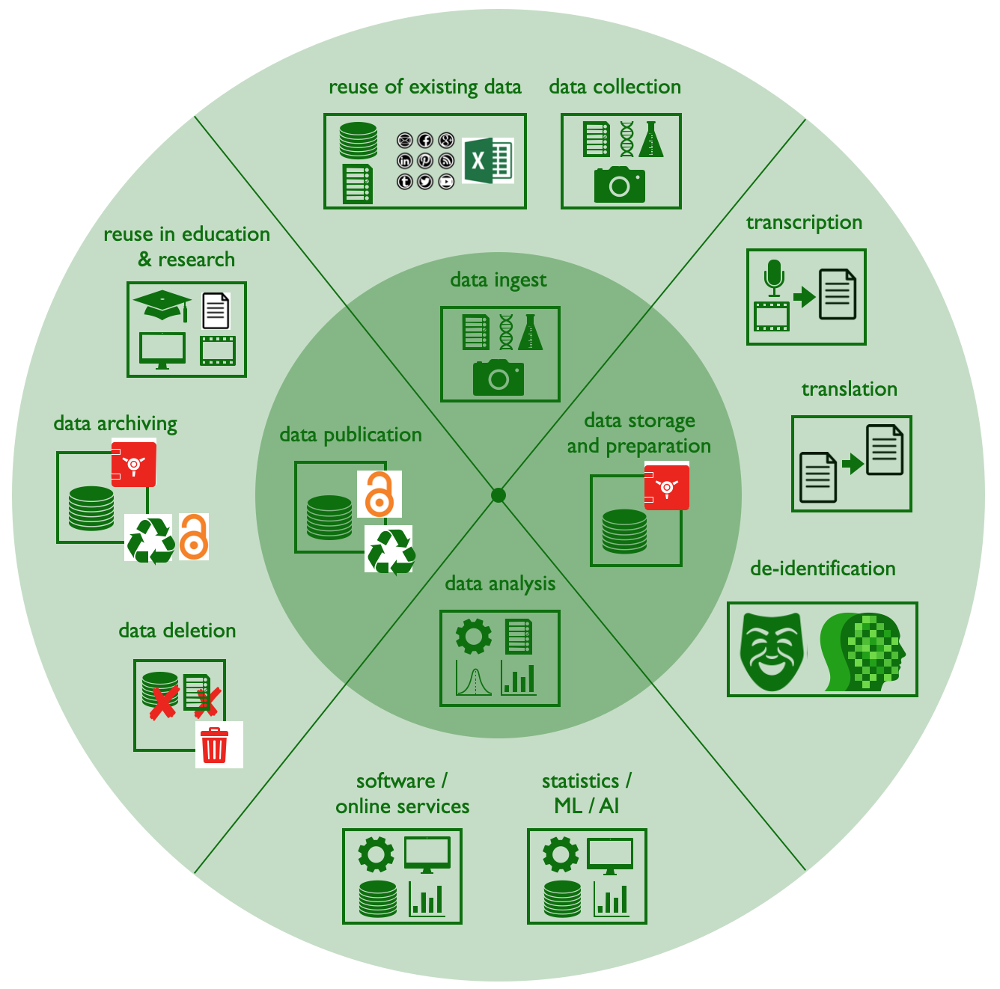 reuse of existing data
data collection
X
reuse in education
& research
transcription
data ingest
translation
data archiving
data publication
data storage
and preparation
de-identification
data analysis
data deletion
software /
online services
statistics /
ML / AI